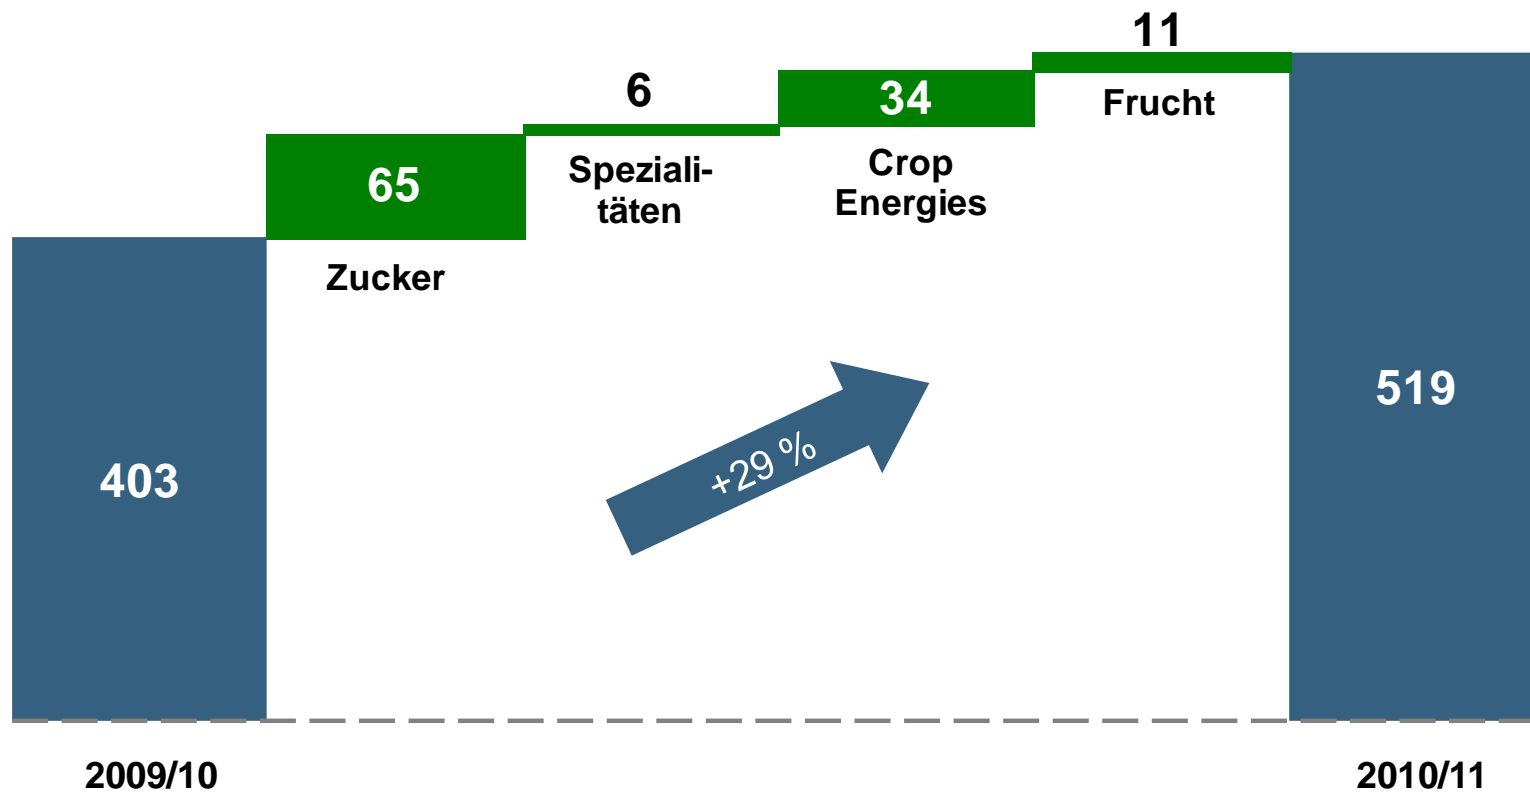 11
6
34
Frucht
65
Speziali-
täten
Crop
Energies
Zucker
519
+29 %
403
2009/10
2010/11